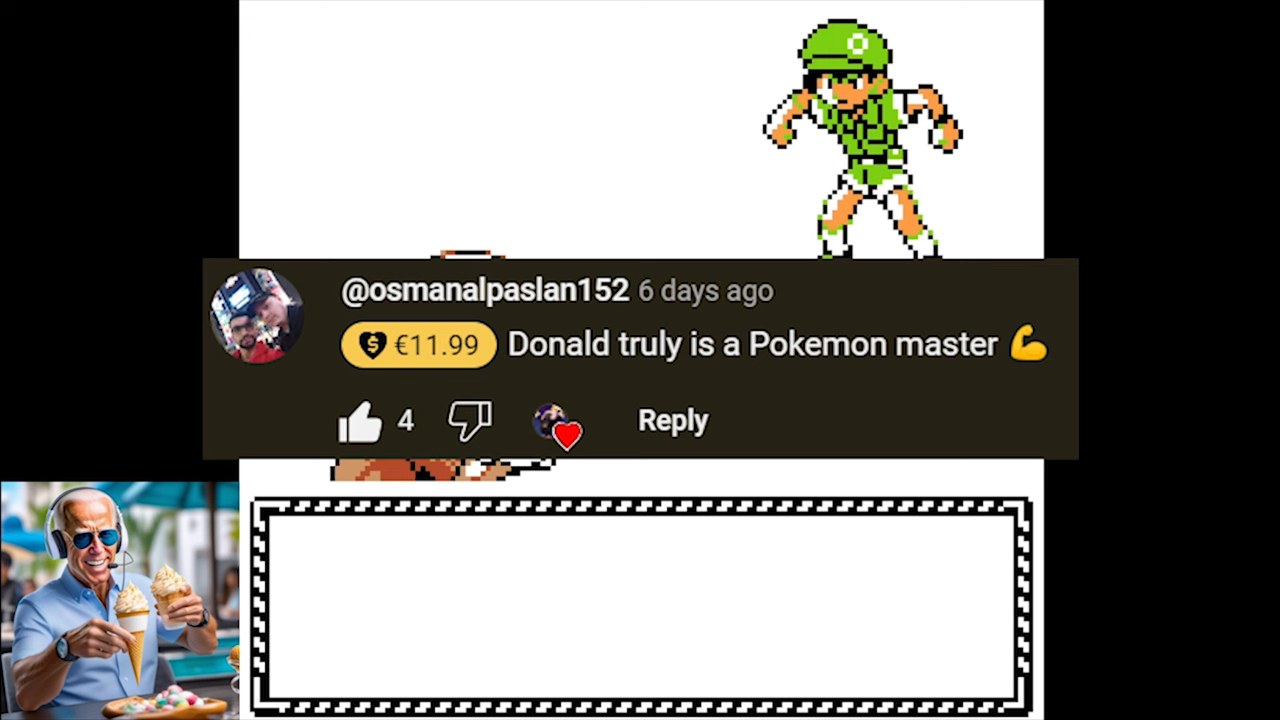 @osmanalpaslan152 6 days ago
€11.99 Donald truly is a Pokemon master 💪
4 Reply